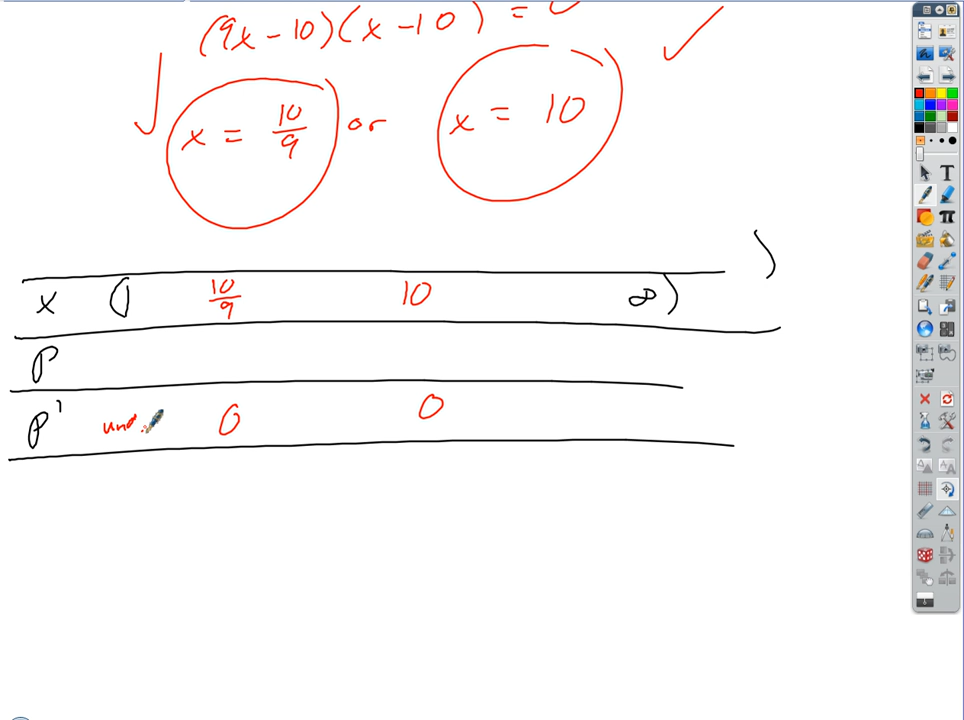 (9x-10)(x-10) = 0
x = 10/9 or x = 10
x ( 10/9 10 ∞)
P
P' und. 0 0